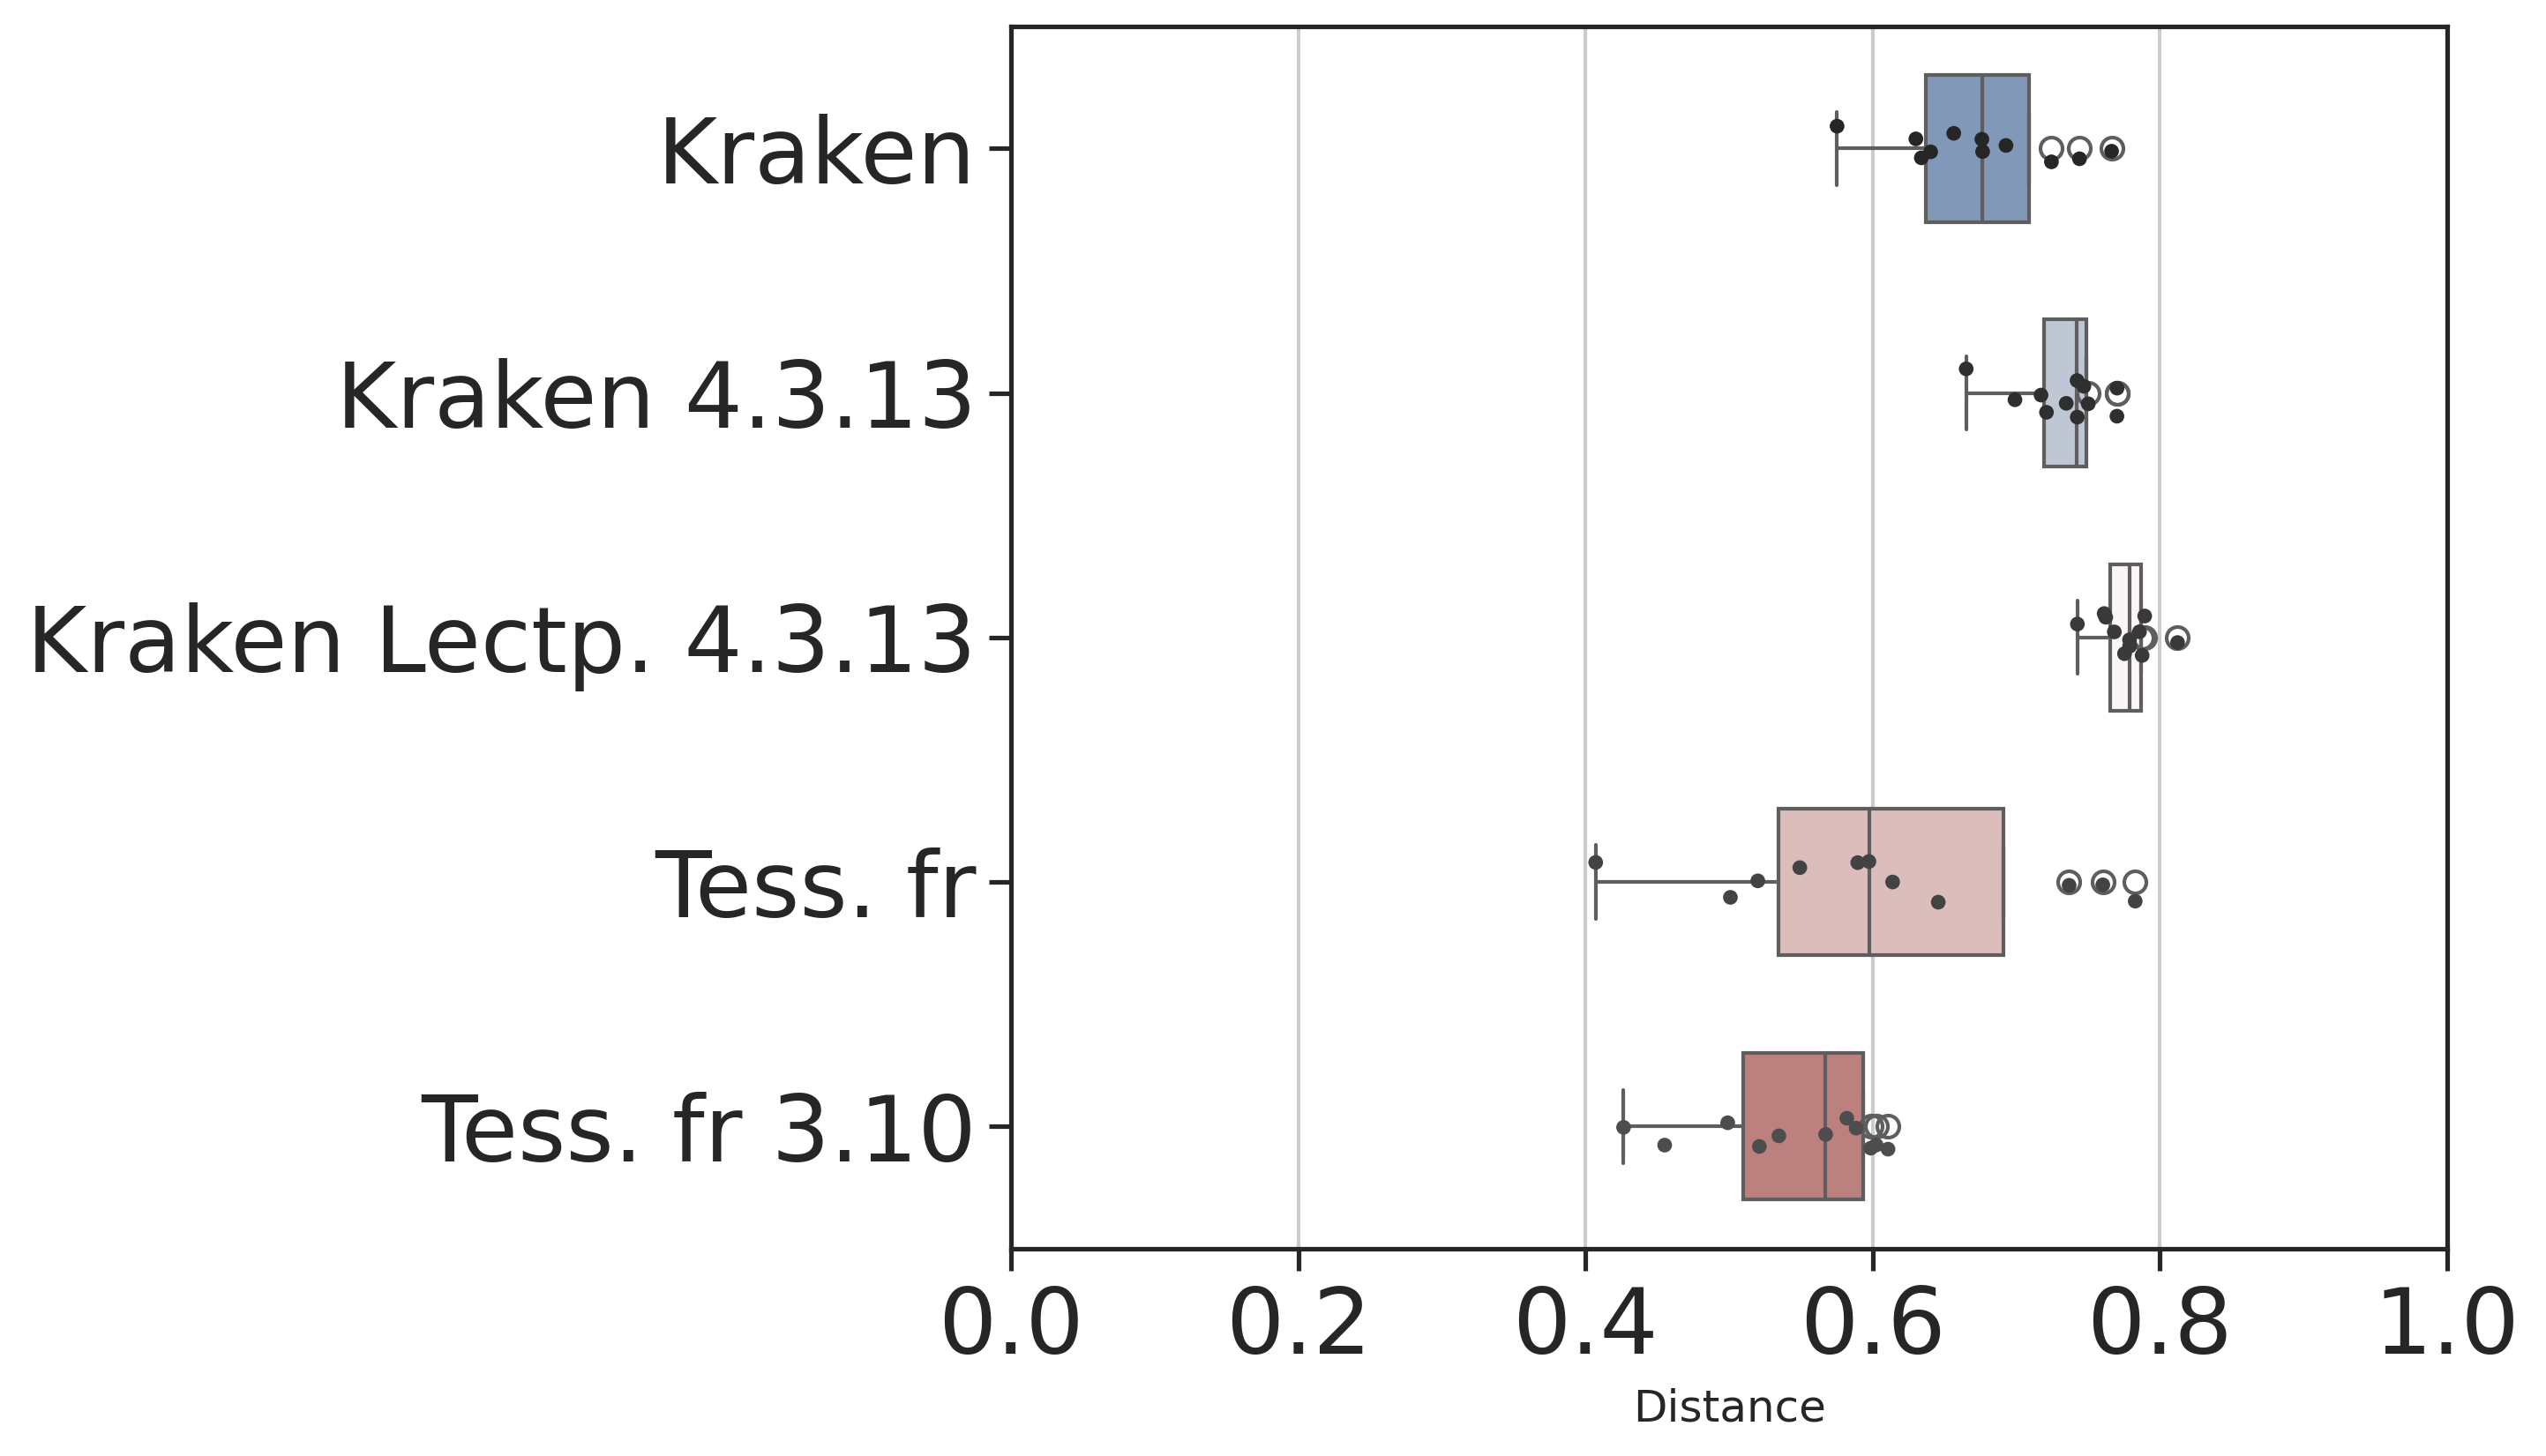 Kraken
Kraken 4.3.13
Kraken Lectp. 4.3.13
Tess. fr
Tess. fr 3.10
0.0 0.2 0.4 0.6 0.8 1.0
Distance